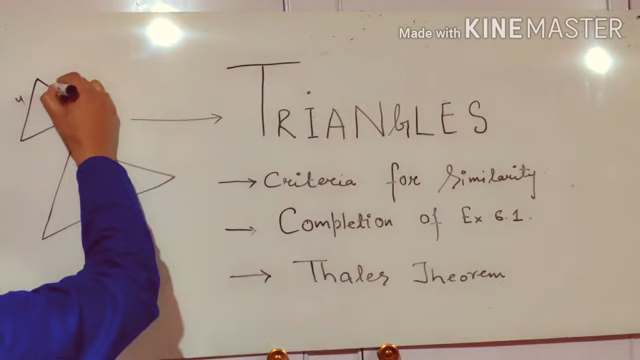 Made with KINEMASTER
TRIANGLES
Criteria for Similarity
Completion of Ex 6.1.
Thales Theorem